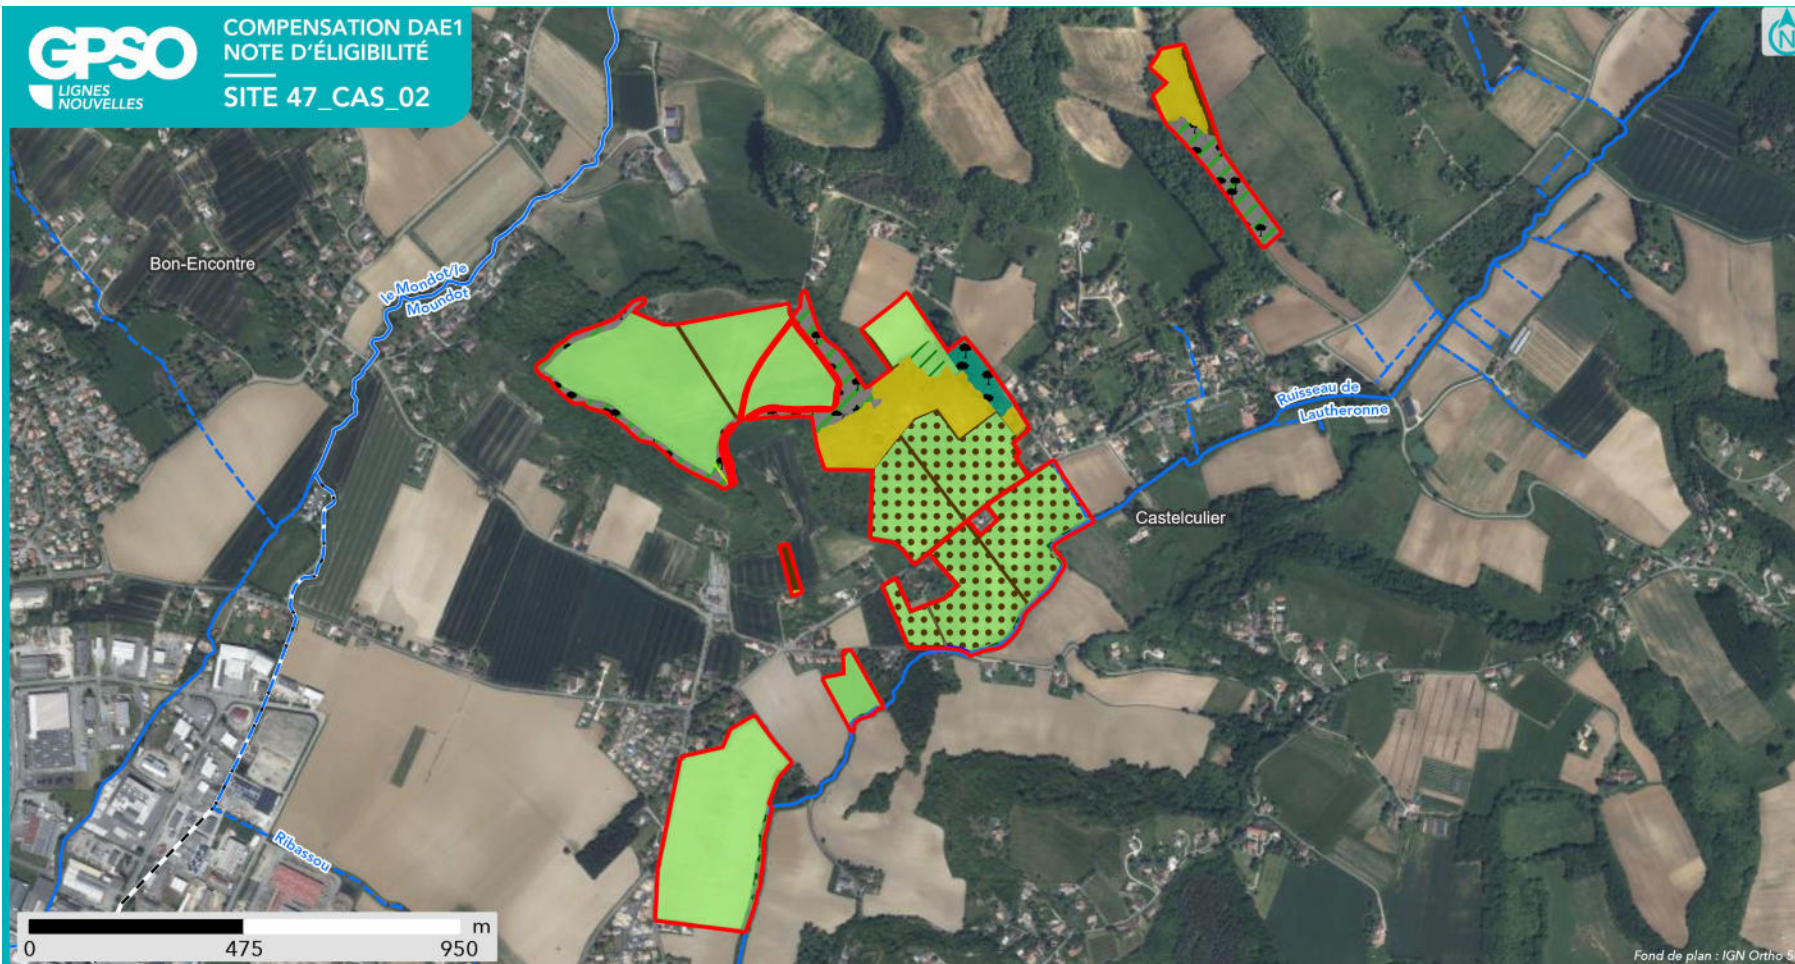 GPSO
LIGNES
NOUVELLES
COMPENSATION DAE1
NOTE D'ÉLIGIBILITÉ
SITE 47_CAS_02
N
Bon-Encontre
le Mondot/le
Moundot
Ruisseau de
Lautheronne
Castelculier
Ribassou
m
0
475
950
Fond de plan : IGN Ortho 5